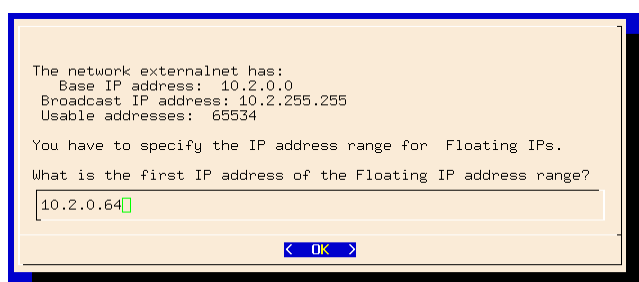 The network externalnet has:
Base IP address:  10.2.0.0
Broadcast IP address: 10.2.255.255
Usable addresses:  65534
You have to specify the IP address range for  Floating IPs.
What is the first IP address of the Floating IP address range?
10.2.0.64
<  OK  >